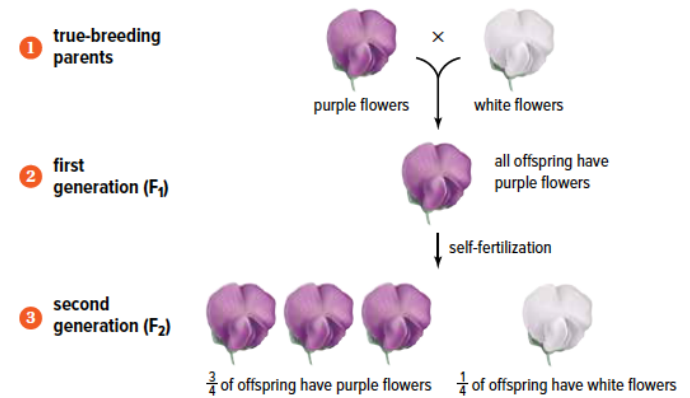 1 true-breeding
parents
×
purple flowers
white flowers
2 first
generation (F₁)
all offspring have
purple flowers
self-fertilization
3 second
generation (F₂)
3/4 of offspring have purple flowers
1/4 of offspring have white flowers